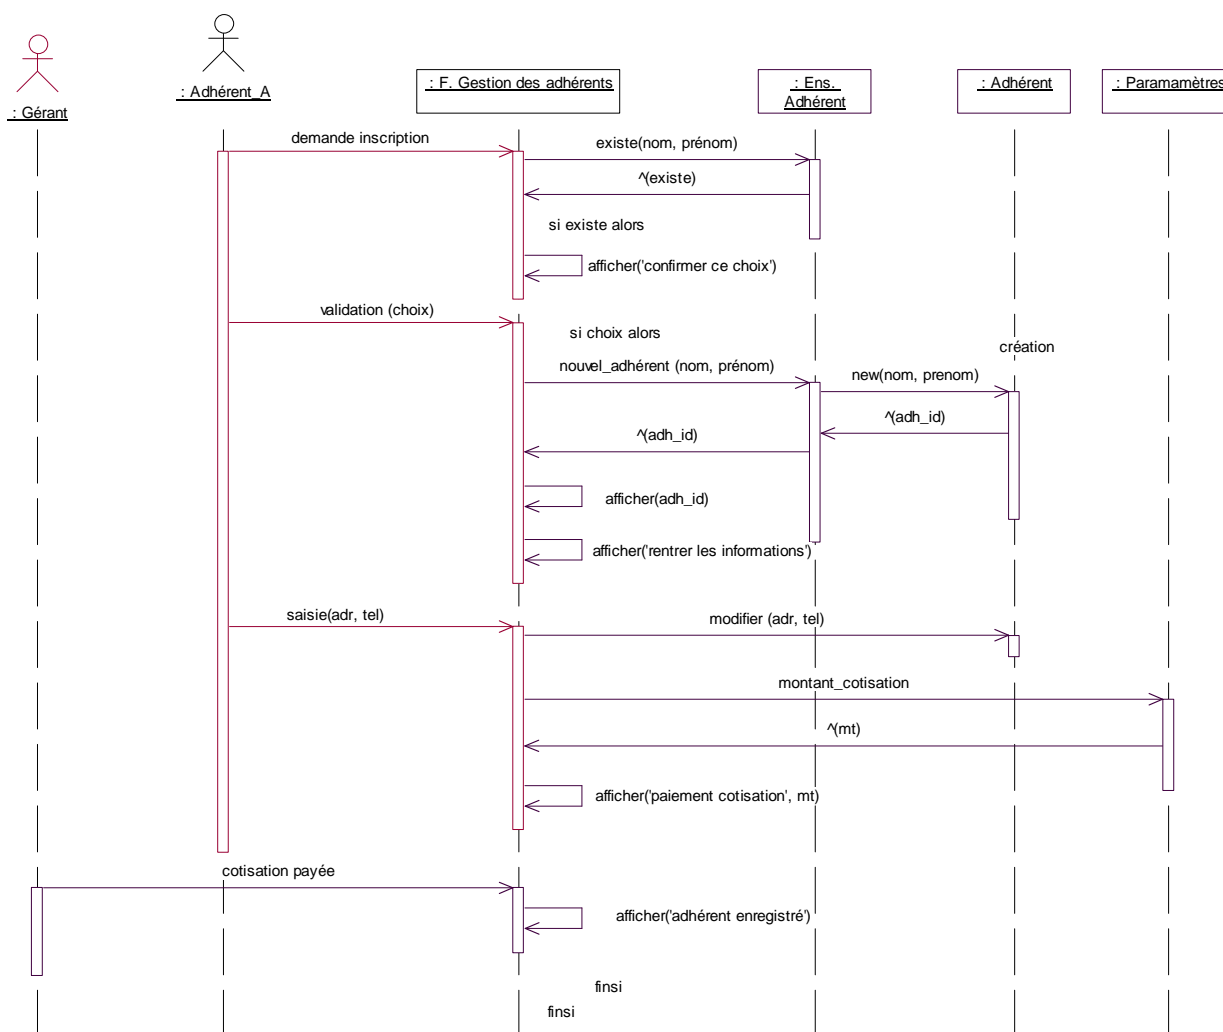 : Gérant
: Adhérent_A
: F. Gestion des adhérents
: Ens.
Adhérent
: Adhérent
: Paramamètres
demande inscription
existe(nom, prénom)
^(existe)
si existe alors
afficher('confirmer ce choix')
validation (choix)
si choix alors
création
nouvel_adhérent (nom, prénom)
new(nom, prenom)
^(adh_id)
^(adh_id)
afficher(adh_id)
afficher('rentrer les informations')
saisie(adr, tel)
modifier (adr, tel)
montant_cotisation
^(mt)
afficher('paiement cotisation', mt)
cotisation payée
afficher('adhérent enregistré')
finsi
finsi